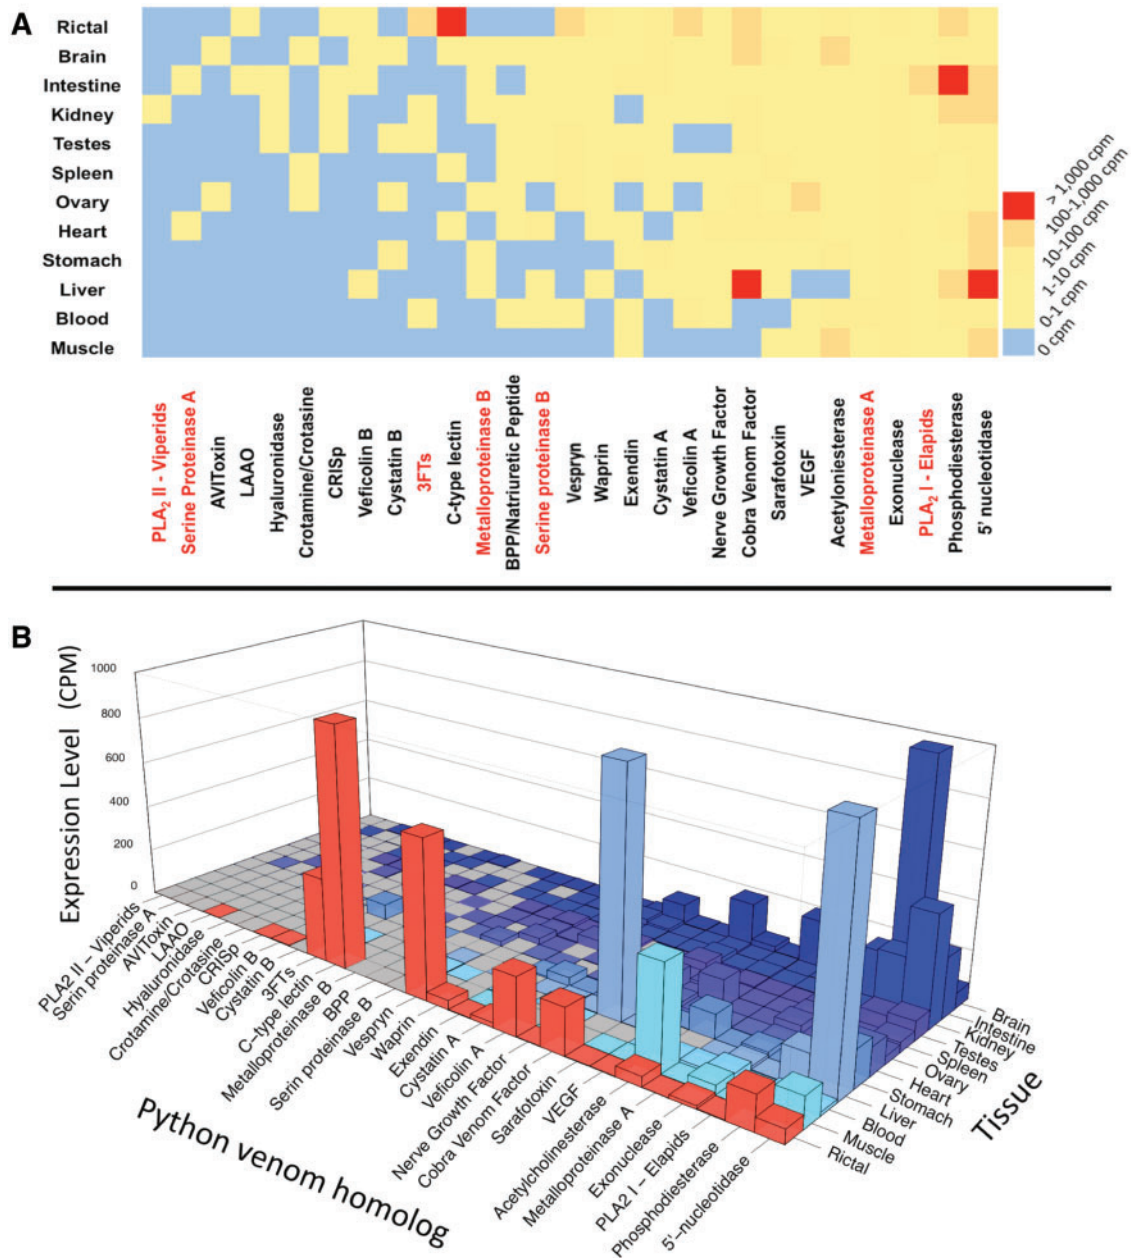 A
Rictal
Brain
Intestine
Kidney
Testes
Spleen
Ovary
Heart
Stomach
Liver
Blood
Muscle
> 1,000 cpm
100-1,000 cpm
10-100 cpm
1-10 cpm
0-1 cpm
0 cpm
PLA₂ II - Viperids
Serine Proteinase A
AVIToxin
LAAO
Hyaluronidase
Crotamine/Crotasine
CRISp
Veficolin B
Cystatin B
3FTs
C-type lectin
Metalloproteinase B
BPP/Natriuretic Peptide
Serine proteinase B
Vespryn
Waprin
Exendin
Cystatin A
Veficolin A
Nerve Growth Factor
Cobra Venom Factor
Sarafotoxin
VEGF
Acetyloniesterase
Metalloproteinase A
Exonuclease
PLA₂ I - Elapids
Phosphodiesterase
5' nucleotidase
B
Expression Level (CPM)
1000
800
600
400
200
0
PLA2 II – Viperids
Serin proteinase A
AVIToxin
LAAO
Hyaluronidase
Crotamine/Crotasine
CRISp
Veficolin B
Cystatin B
3FTs
C-type lectin
Metalloproteinase B
BPP
Serin proteinase B
Vespryn
Waprin
Exendin
Cystatin A
Veficolin A
Nerve Growth Factor
Cobra Venom Factor
Sarafotoxin
VEGF
Acetylcholinesterase
Metalloproteinase A
Exonuclease
PLA2 I – Elapids
Phosphodiesterase
5'–nucleotidase
Python venom homolog
Brain
Intestine
Kidney
Testes
Spleen
Ovary
Heart
Stomach
Liver
Blood
Muscle
Rictal
Tissue